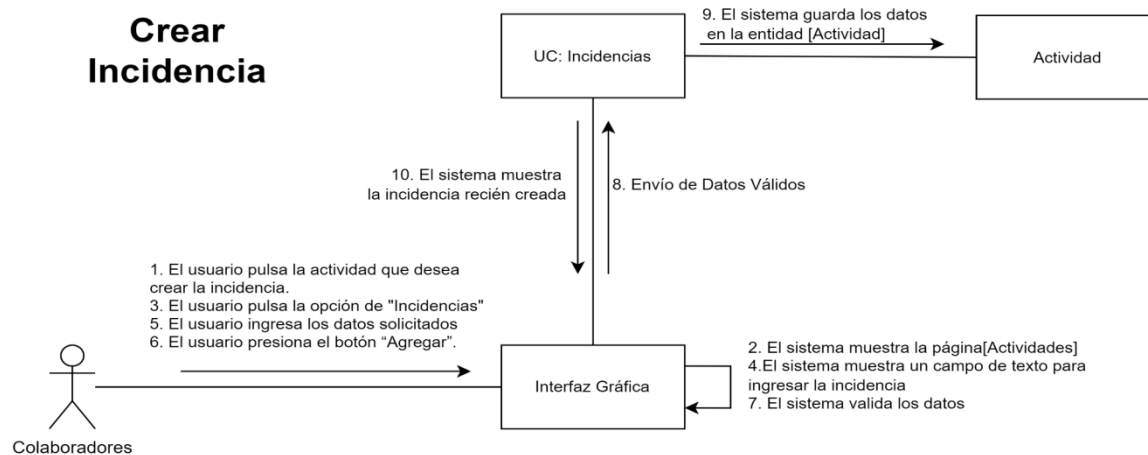 Crear
Incidencia
UC: Incidencias
9. El sistema guarda los datos
en la entidad [Actividad]
Actividad
10. El sistema muestra
la incidencia recién creada
8. Envío de Datos Válidos
1. El usuario pulsa la actividad que desea
crear la incidencia.
3. El usuario pulsa la opción de "Incidencias"
5. El usuario ingresa los datos solicitados
6. El usuario presiona el botón “Agregar”.
Colaboradores
Interfaz Gráfica
2. El sistema muestra la página[Actividades]
4.El sistema muestra un campo de texto para
ingresar la incidencia
7. El sistema valida los datos